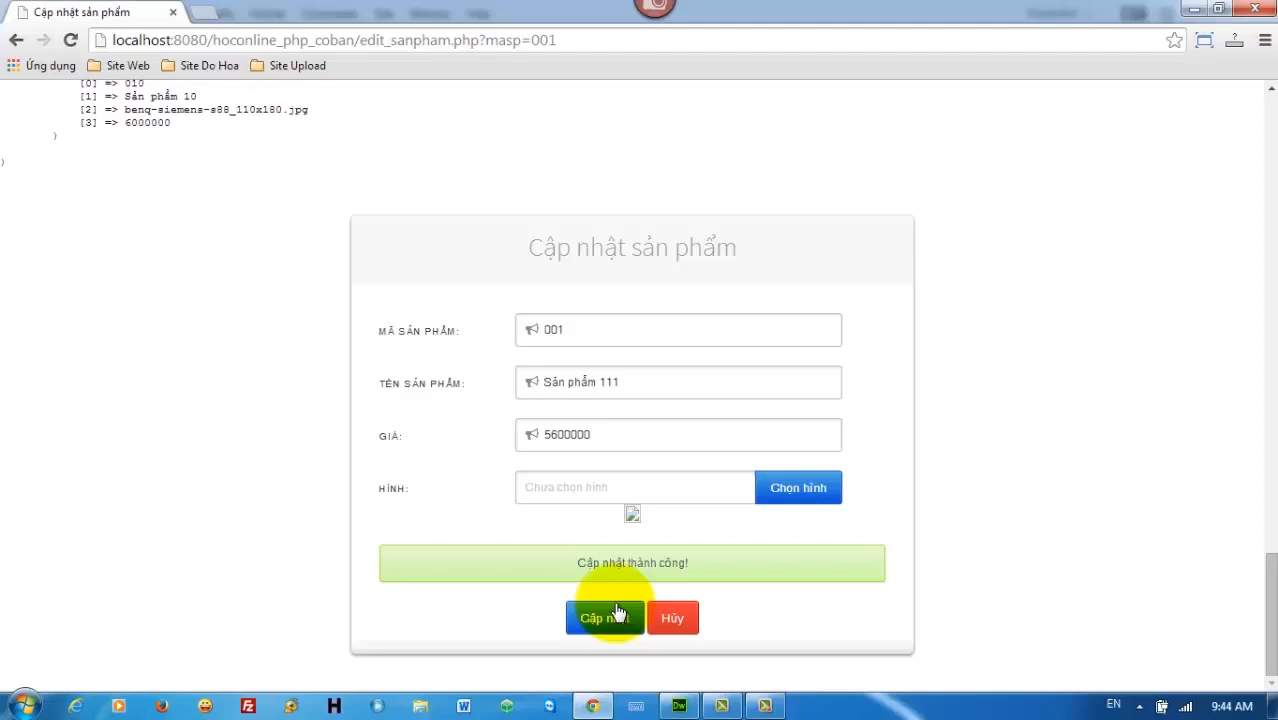 Cập nhật sản phẩm
localhost:8080/hoconline_php_coban/edit_sanpham.php?masp=001
Ứng dụng Site Web Site Do Hoa Site Upload
[0] => 010
[1] => Sản phẩm 10
[2] => benq-siemens-s88_110x180.jpg
[3] => 6000000
)
)
Cập nhật sản phẩm
MÃ SẢN PHẨM: 001
TÊN SẢN PHẨM: Sản phẩm 111
GIÁ: 5600000
HÌNH: Chưa chọn hình Chọn hình
Cập nhật thành công!
Cập nhật Hủy
EN 9:44 AM